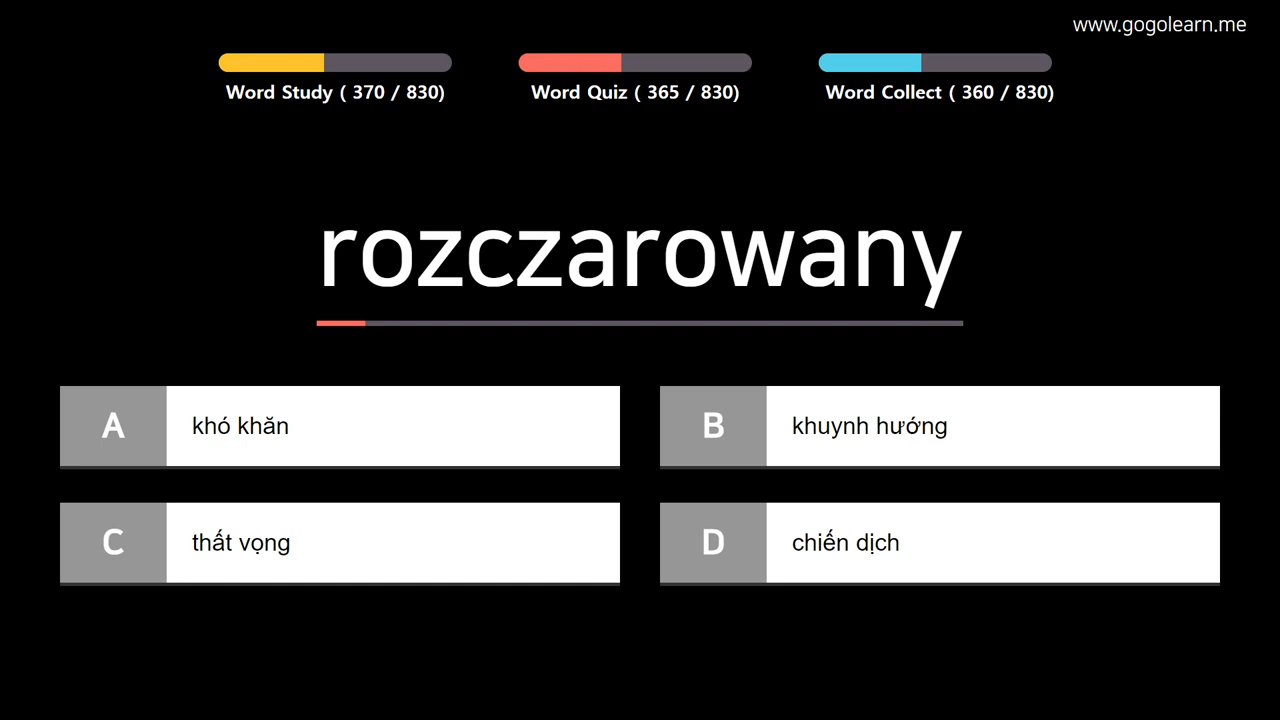 www.gogolearn.me
Word Study ( 370 / 830)
Word Quiz ( 365 / 830)
Word Collect ( 360 / 830)
rozczarowany
A khó khăn
B khuynh hướng
C thất vọng
D chiến dịch